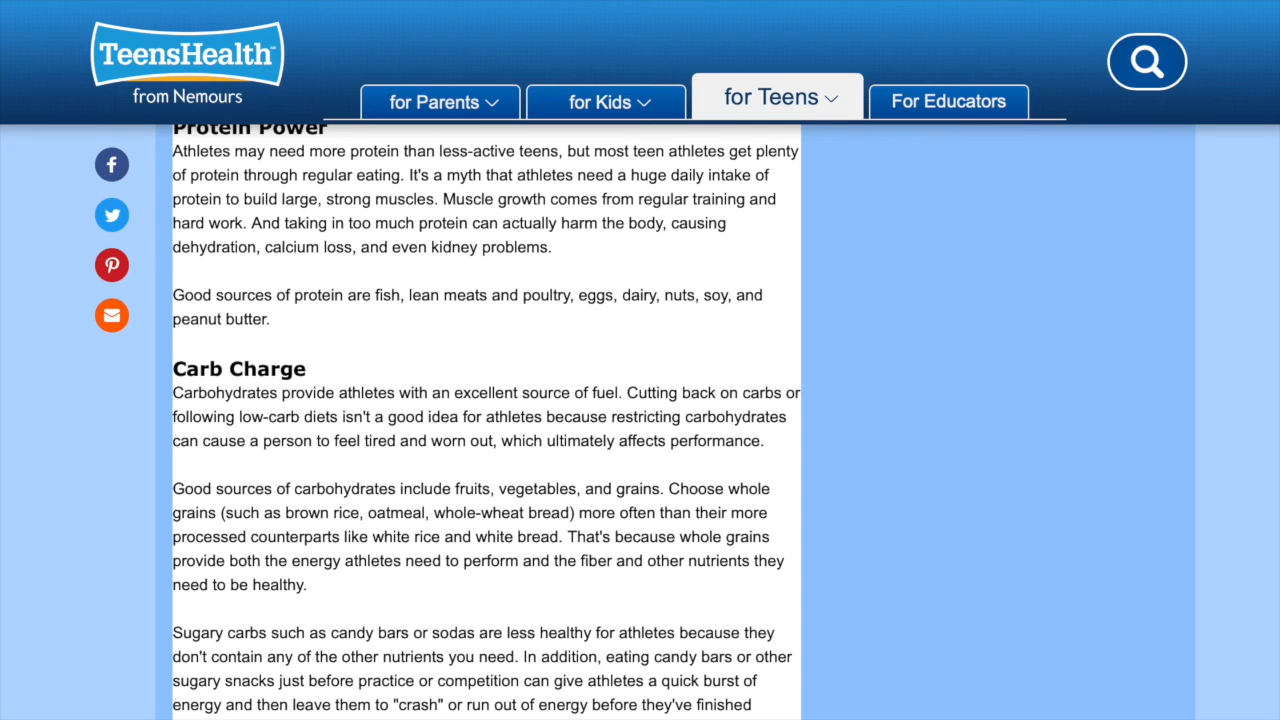 TeensHealth
from Nemours
for Parents
for Kids
for Teens
For Educators
Protein Power
Athletes may need more protein than less-active teens, but most teen athletes get plenty
of protein through regular eating. It's a myth that athletes need a huge daily intake of
protein to build large, strong muscles. Muscle growth comes from regular training and
hard work. And taking in too much protein can actually harm the body, causing
dehydration, calcium loss, and even kidney problems.
Good sources of protein are fish, lean meats and poultry, eggs, dairy, nuts, soy, and
peanut butter.
Carb Charge
Carbohydrates provide athletes with an excellent source of fuel. Cutting back on carbs or
following low-carb diets isn't a good idea for athletes because restricting carbohydrates
can cause a person to feel tired and worn out, which ultimately affects performance.
Good sources of carbohydrates include fruits, vegetables, and grains. Choose whole
grains (such as brown rice, oatmeal, whole-wheat bread) more often than their more
processed counterparts like white rice and white bread. That's because whole grains
provide both the energy athletes need to perform and the fiber and other nutrients they
need to be healthy.
Sugary carbs such as candy bars or sodas are less healthy for athletes because they
don't contain any of the other nutrients you need. In addition, eating candy bars or other
sugary snacks just before practice or competition can give athletes a quick burst of
energy and then leave them to "crash" or run out of energy before they've finished